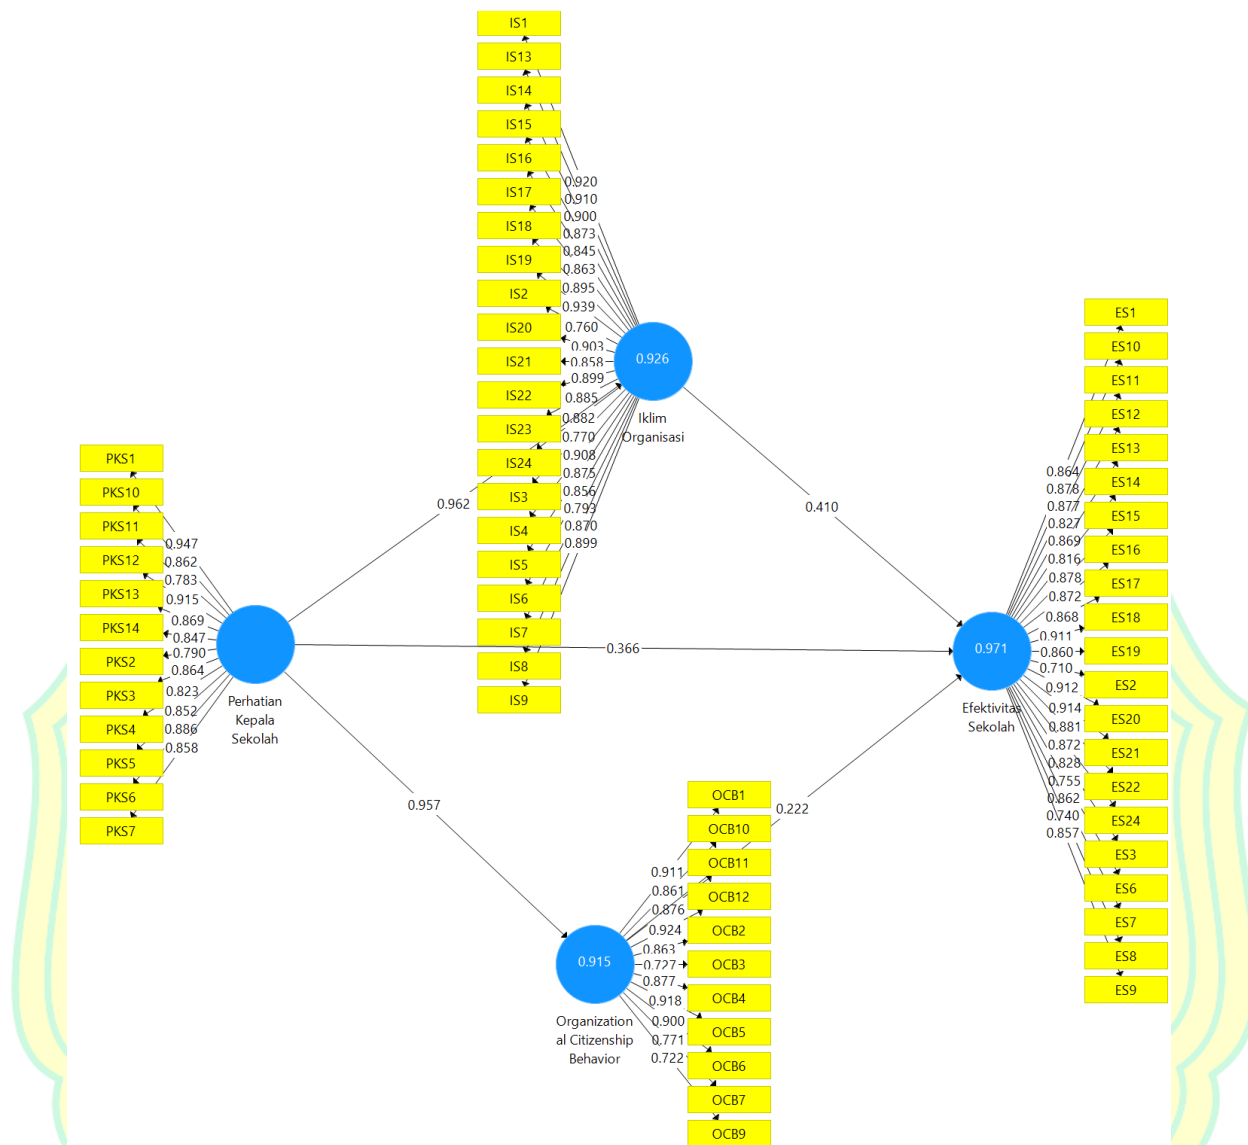 IS1
IS13
IS14
IS15
IS16
IS17
IS18
IS19
IS2
IS20
IS21
IS22
IS23
IS24
IS3
IS4
IS5
IS6
IS7
IS8
IS9
0.920
0.910
0.900
0.873
0.845
0.863
0.895
0.939
0.760
0.903
0.858
0.899
0.885
0.882
0.770
0.908
0.875
0.856
0.793
0.870
0.899
0.926
Iklim
Organisasi
PKS1
PKS10
PKS11
PKS12
PKS13
PKS14
PKS2
PKS3
PKS4
PKS5
PKS6
PKS7
0.947
0.862
0.783
0.915
0.869
0.847
0.790
0.864
0.823
0.852
0.886
0.858
Perhatian
Kepala
Sekolah
0.962
0.410
0.366
0.957
0.222
0.971
Efektivitas
Sekolah
0.864
0.878
0.877
0.827
0.869
0.816
0.878
0.872
0.868
0.911
0.860
0.710
0.912
0.914
0.881
0.872
0.828
0.755
0.862
0.740
0.857
ES1
ES10
ES11
ES12
ES13
ES14
ES15
ES16
ES17
ES18
ES19
ES2
ES20
ES21
ES22
ES24
ES3
ES6
ES7
ES8
ES9
0.915
Organization
al Citizenship
Behavior
0.911
0.861
0.876
0.924
0.863
0.727
0.877
0.918
0.900
0.771
0.722
OCB1
OCB10
OCB11
OCB12
OCB2
OCB3
OCB4
OCB5
OCB6
OCB7
OCB9